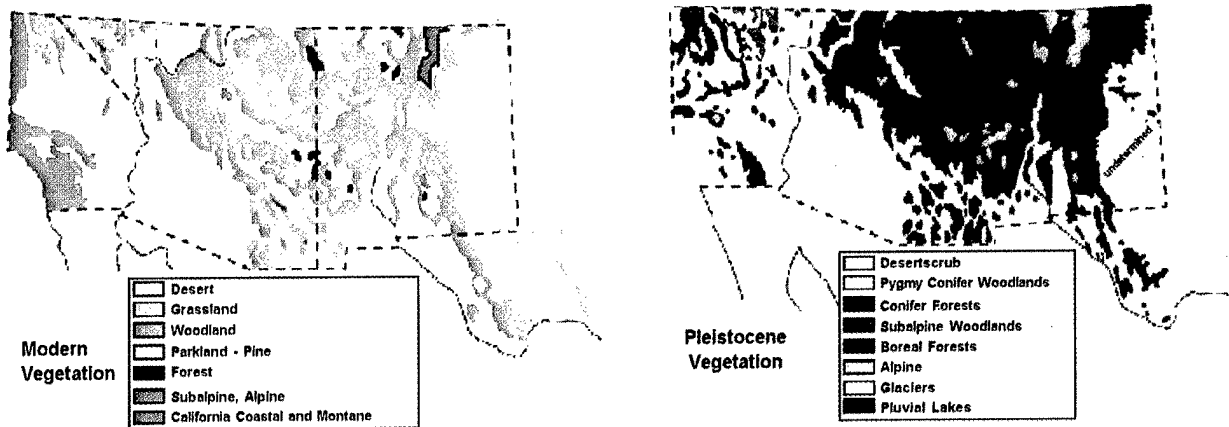 Modern
Vegetation
Desert
Grassland
Woodland
Parkland - Pine
Forest
Subalpine, Alpine
California Coastal and Montane
undetermined
Pleistocene
Vegetation
Desertscrub
Pygmy Conifer Woodlands
Conifer Forests
Subalpine Woodlands
Boreal Forests
Alpine
Glaciers
Pluvial Lakes